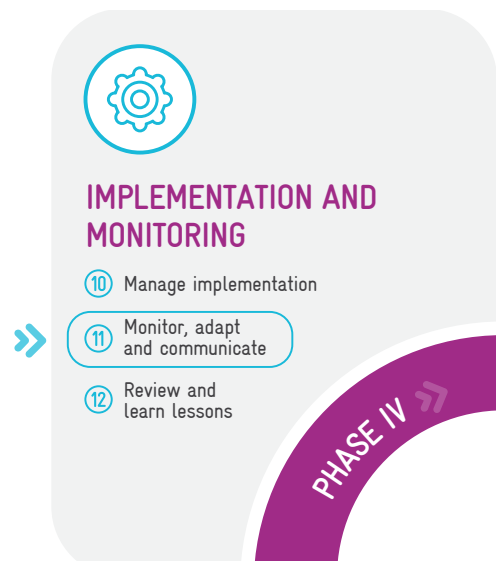 IMPLEMENTATION AND
MONITORING
10 Manage implementation
11 Monitor, adapt
and communicate
12 Review and
learn lessons
PHASE IV